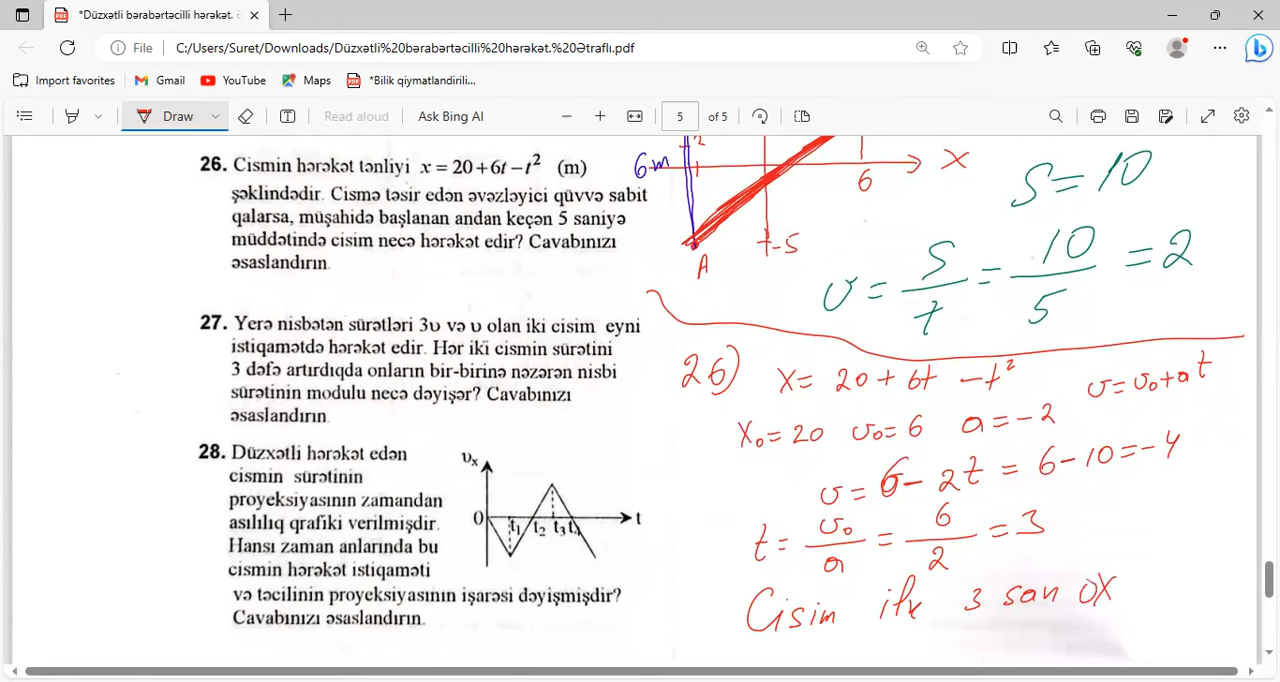 *Düzxətli bərabərtəcilli hərəkət. Ə
File C:/Users/Suret/Downloads/Düzxətli%20bərabərtəcilli%20hərəkət.%20Ətraflı.pdf
Import favorites Gmail YouTube Maps *Bilik qiymatlandirili...
Draw Read aloud Ask Bing AI 5 of 5
26. Cismin hərəkət tənliyi x = 20 + 6t − t² (m)
şəklindədir. Cismə təsir edən əvəzləyici qüvvə sabit
qalarsa, müşahidə başlanan andan keçən 5 saniyə
müddətində cisim necə hərəkət edir? Cavabınızı
əsaslandırın.
27. Yerə nisbətən sürətləri 3υ və υ olan iki cisim eyni
istiqamətdə hərəkət edir. Hər iki cismin sürətini
3 dəfə artırdıqda onların bir-birinə nəzərən nisbi
sürətinin modulu necə dəyişər? Cavabınızı
əsaslandırın.
28. Düzxətli hərəkət edən
cismin sürətinin
proyeksiyasının zamandan
asılılıq qrafiki verilmişdir.
Hansı zaman anlarında bu
cismin hərəkət istiqaməti
və təcilinin proyeksiyasının işarəsi dəyişmişdir?
Cavabınızı əsaslandırın.
υx
0 t1 t2 t3 t4 t
2
6m 1 6 X
-5
A
S = 10
υ = S/t = 10/5 = 2
26) X = 20 + 6t − t² υ = υ0 + at
X0 = 20 υ0 = 6 a = −2
υ = 6 − 2t = 6 − 10 = −4
t = υ0/a = 6/2 = 3
Cisim ilk 3 san OX